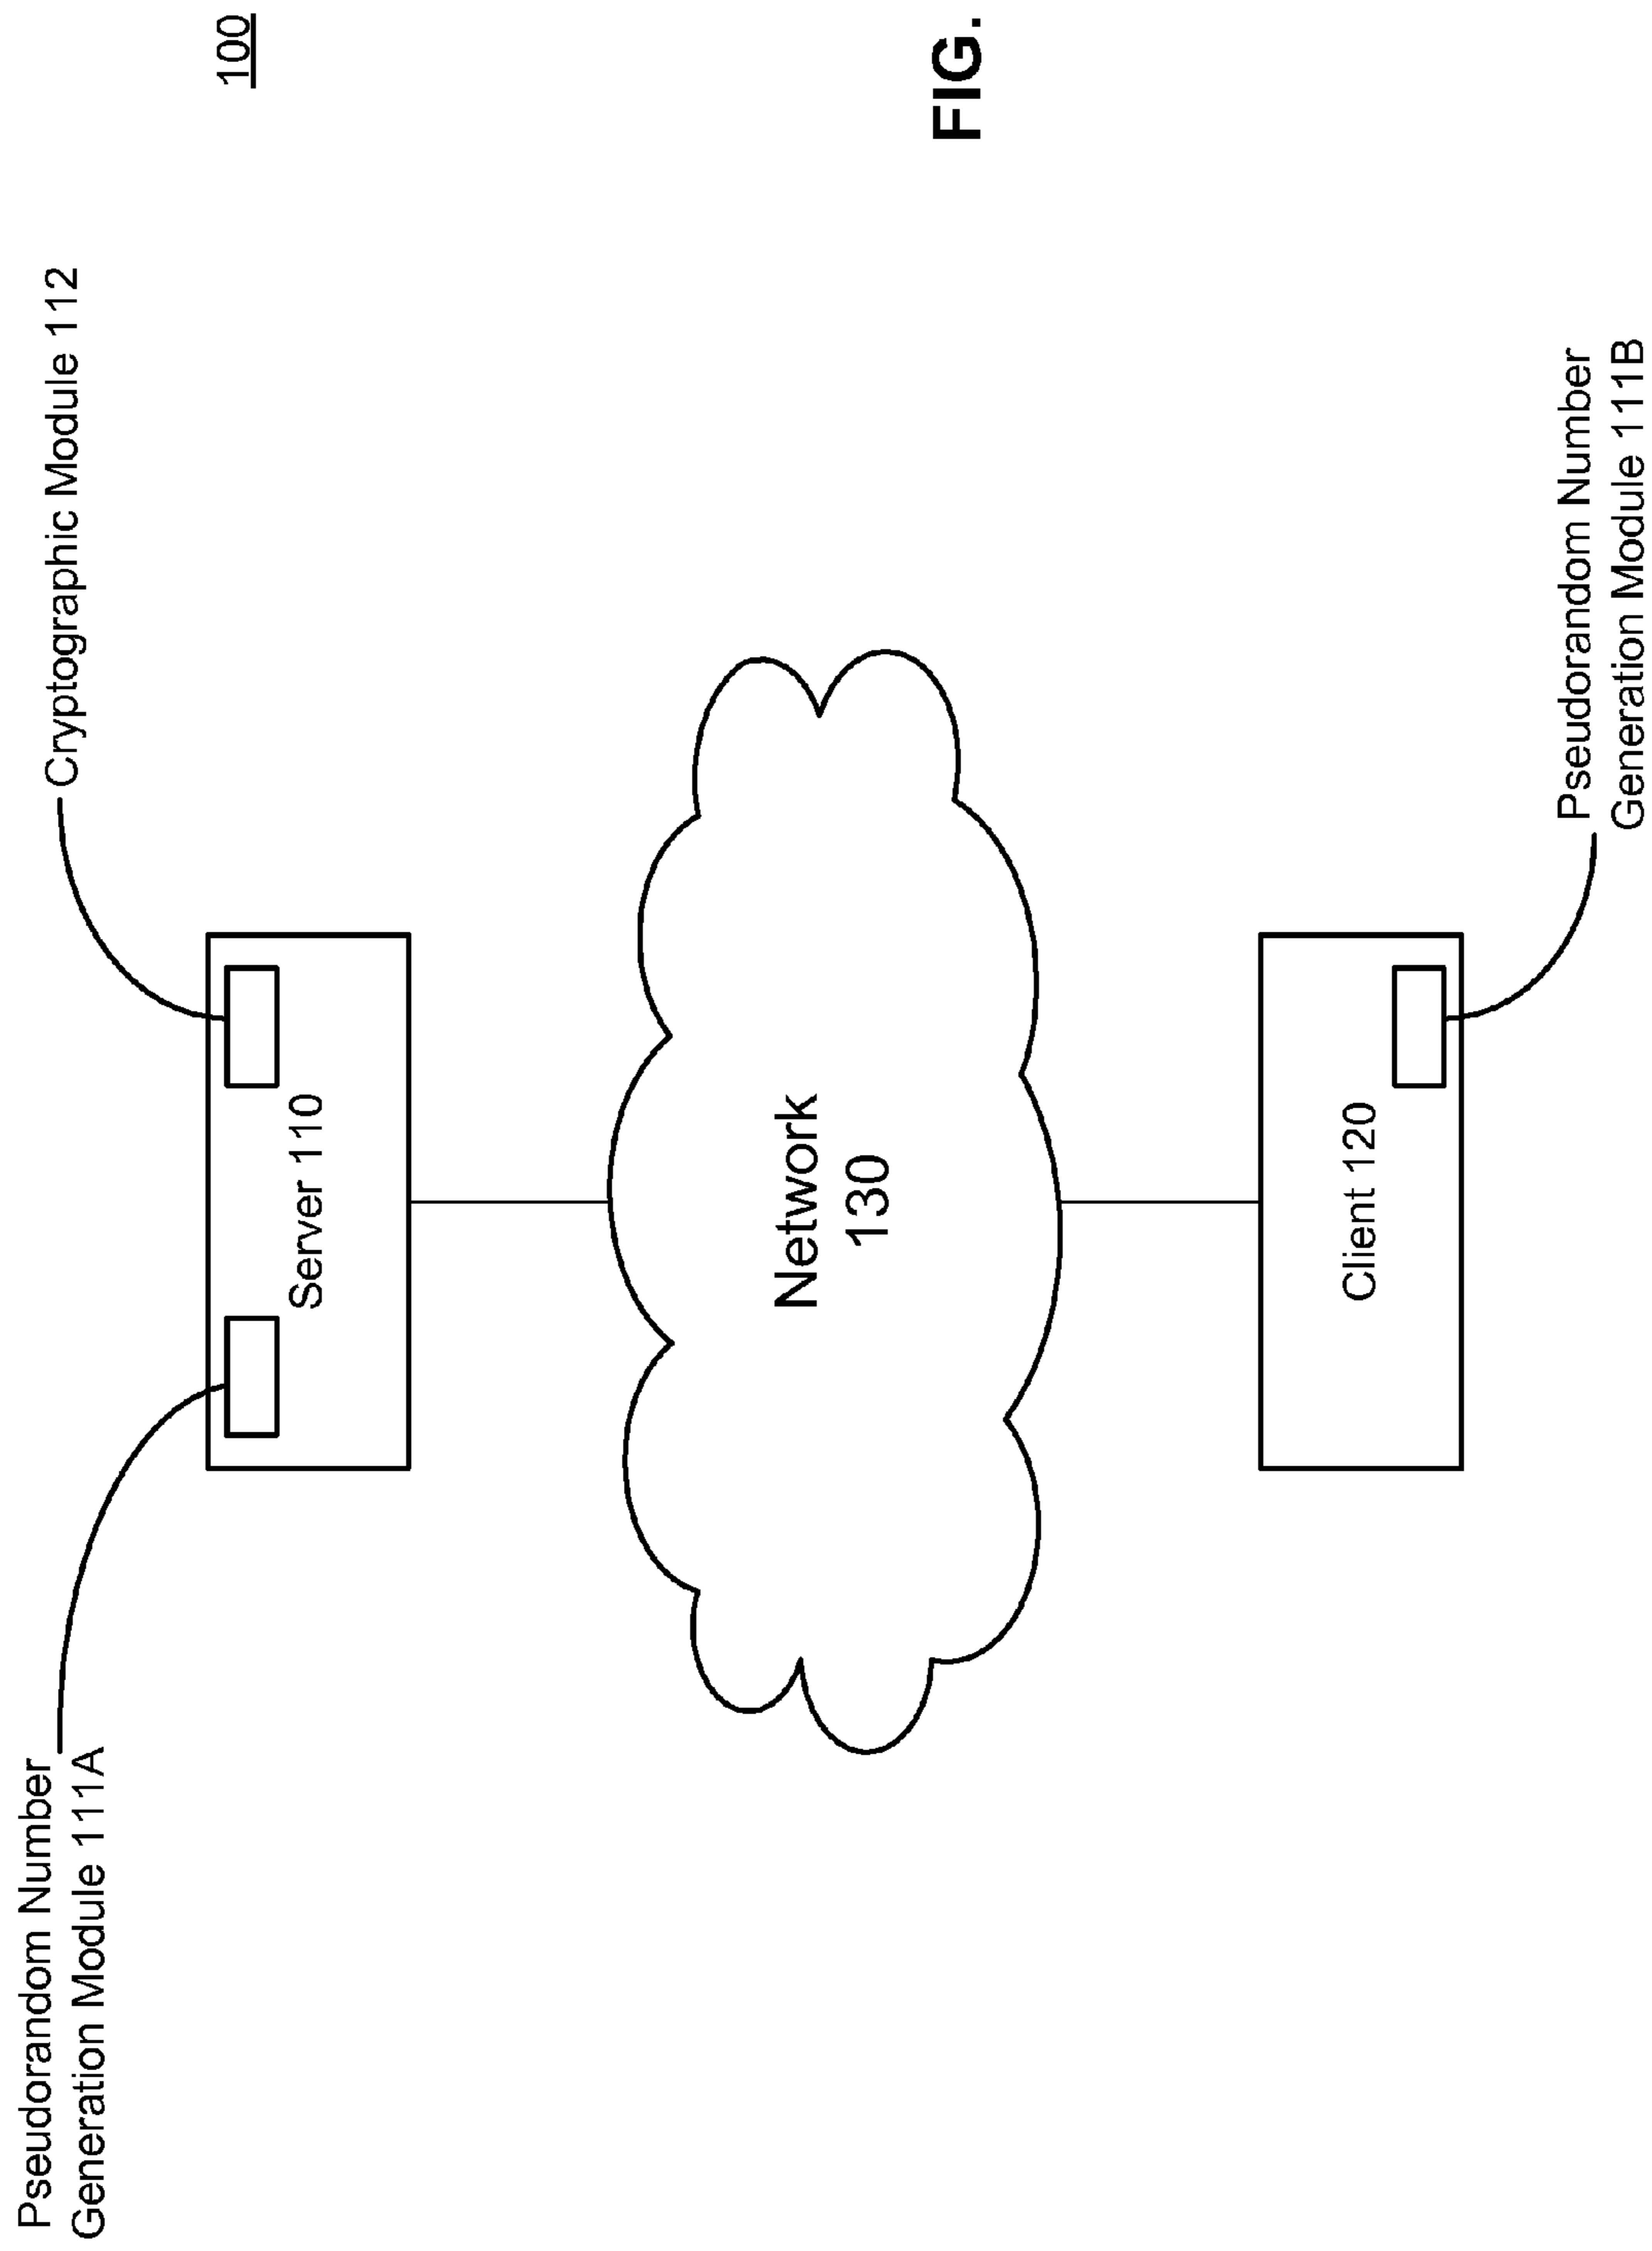 100
Pseudorandom Number
Generation Module 111A
Cryptographic Module 112
Server 110
Network
130
Client 120
Pseudorandom Number
Generation Module 111B
FIG.